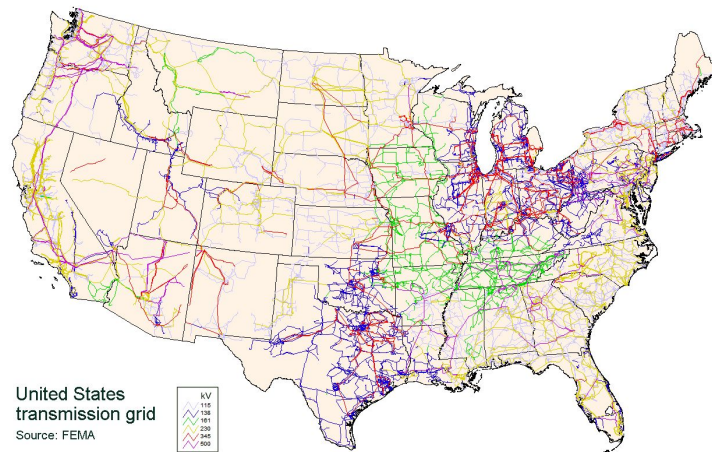 United States
transmission grid
Source: FEMA
kV
115
138
161
230
345
500